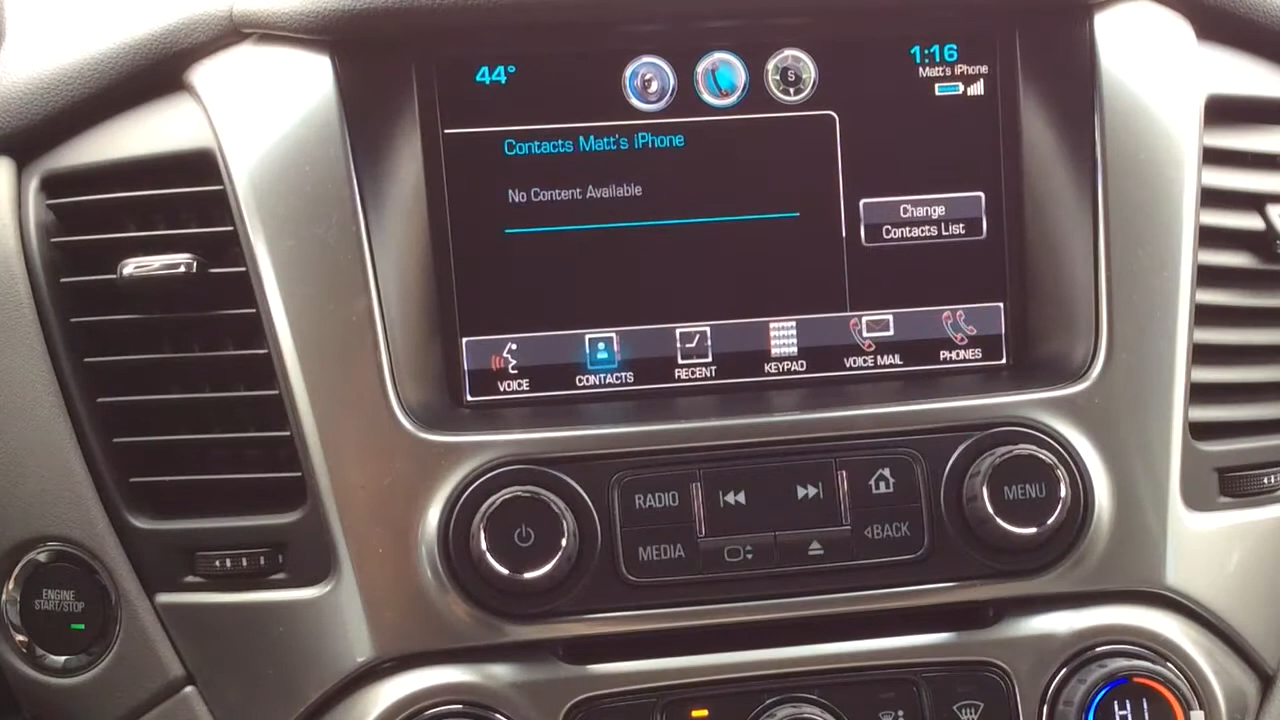 44°
S
1:16
Matt's iPhone
Contacts Matt's iPhone
No Content Available
Change
Contacts List
VOICE
CONTACTS
RECENT
KEYPAD
VOICE MAIL
PHONES
RADIO
MEDIA
BACK
MENU
ENGINE
START/STOP
HI